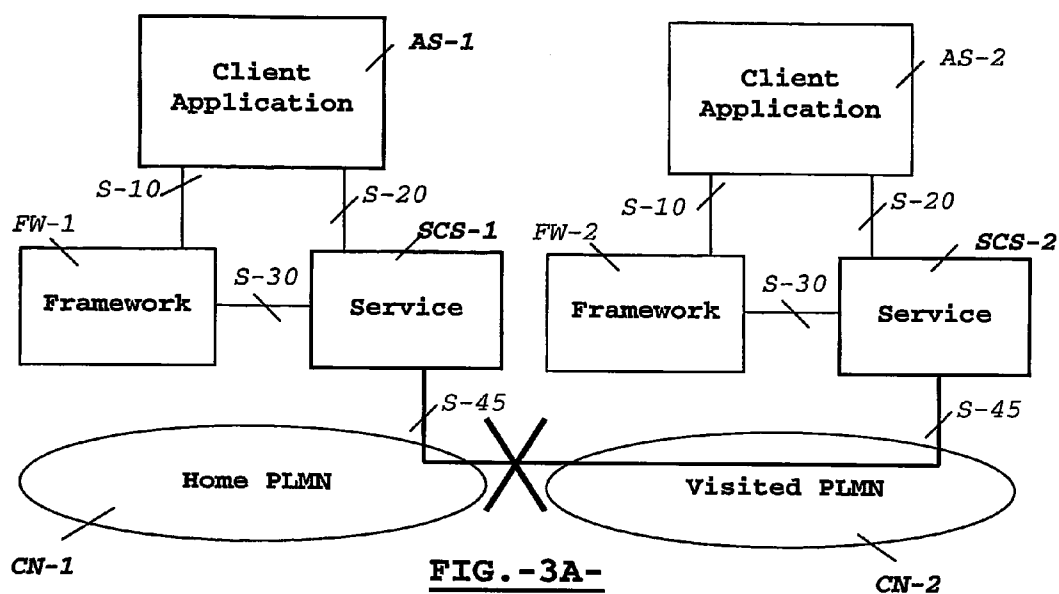 AS-1
Client
Application
AS-2
Client
Application
S-10
S-20
S-10
S-20
FW-1
SCS-1
FW-2
SCS-2
Framework
S-30
Service
Framework
S-30
Service
S-45
S-45
Home PLMN
Visited PLMN
CN-1
CN-2
FIG.-3A-